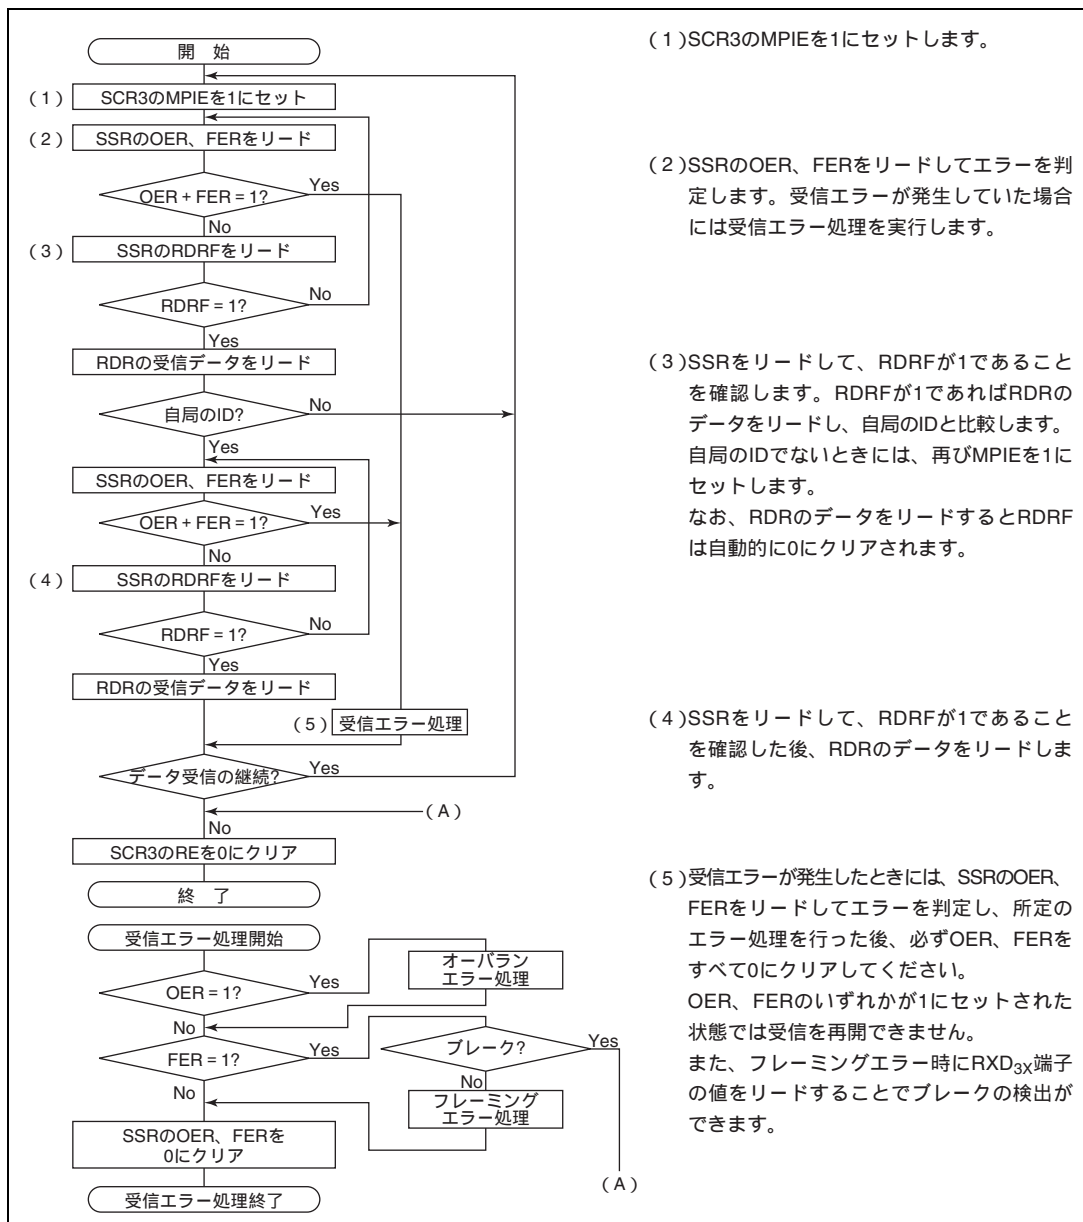 開 始
(1) SCR3のMPIEを1にセット
(2) SSRのOER、FERをリード
OER + FER = 1?
Yes
No
(3) SSRのRDRFをリード
RDRF = 1?
No
Yes
RDRの受信データをリード
自局のID?
No
Yes
SSRのOER、FERをリード
OER + FER = 1?
Yes
No
(4) SSRのRDRFをリード
RDRF = 1?
No
Yes
RDRの受信データをリード
(5) 受信エラー処理
データ受信の継続?
Yes
(A)
No
SCR3のREを0にクリア
終 了
受信エラー処理開始
OER = 1?
Yes
オーバラン
エラー処理
No
FER = 1?
Yes
ブレーク?
Yes
No
No
フレーミング
エラー処理
SSRのOER、FERを
0にクリア
(A)
受信エラー処理終了
(1)SCR3のMPIEを1にセットします。
(2)SSRのOER、FERをリードしてエラーを判
定します。受信エラーが発生していた場合
には受信エラー処理を実行します。
(3)SSRをリードして、RDRFが1であること
を確認します。RDRFが1であればRDRの
データをリードし、自局のIDと比較します。
自局のIDでないときには、再びMPIEを1に
セットします。
なお、RDRのデータをリードするとRDRF
は自動的に0にクリアされます。
(4)SSRをリードして、RDRFが1であること
を確認した後、RDRのデータをリードしま
す。
(5)受信エラーが発生したときには、SSRのOER、
FERをリードしてエラーを判定し、所定の
エラー処理を行った後、必ずOER、FERを
すべて0にクリアしてください。
OER、FERのいずれかが1にセットされた
状態では受信を再開できません。
また、フレーミングエラー時にRXD3X端子
の値をリードすることでブレークの検出が
できます。